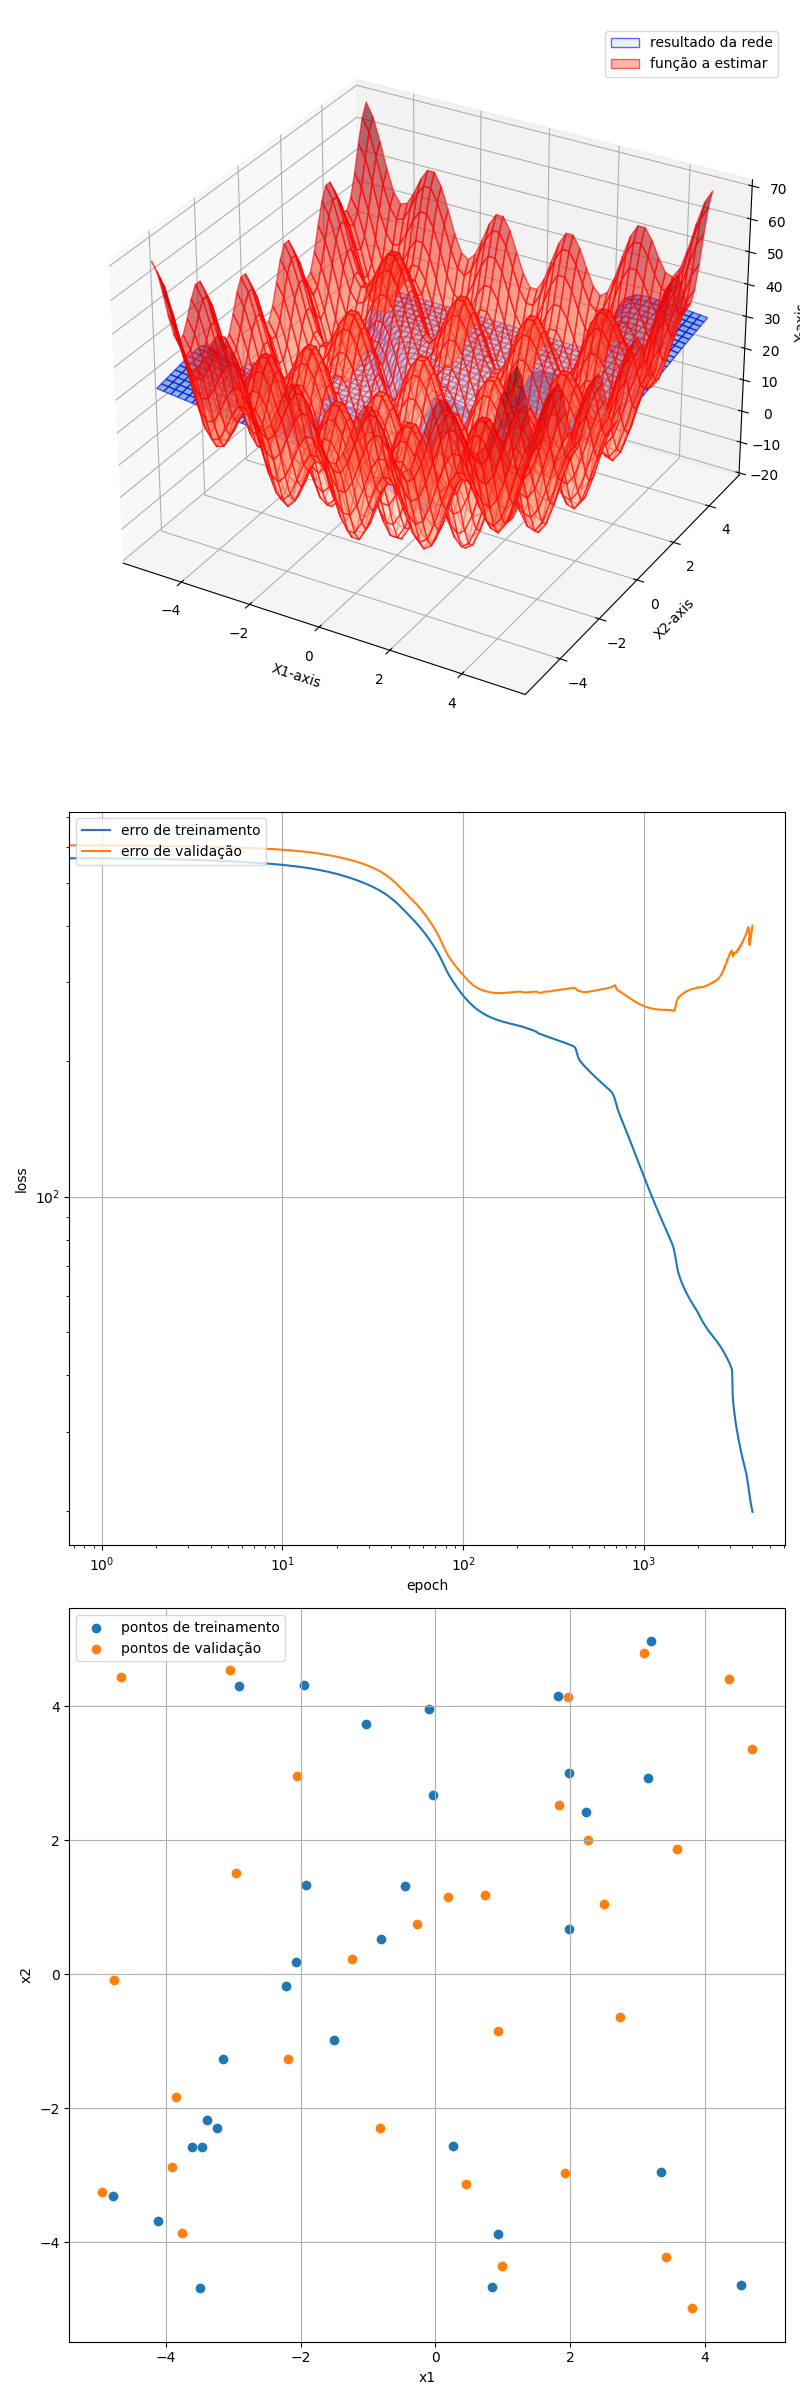 resultado da rede
função a estimar
70
60
50
40
30
20
10
0
−10
−20
−4
−2
0
2
4
X1-axis
−4
−2
0
2
4
X2-axis
erro de treinamento
erro de validação
loss
10²
10⁰
10¹
10²
10³
epoch
pontos de treinamento
pontos de validação
x2
4
2
0
−2
−4
−4
−2
0
2
4
x1